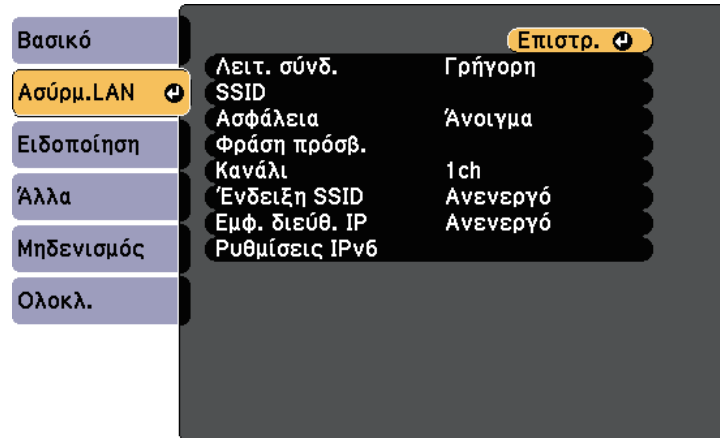 Βασικό
Ασύρμ.LAN
Ειδοποίηση
Άλλα
Μηδενισμός
Ολοκλ.
Επιστρ.
Λειτ. σύνδ. Γρήγορη
SSID
Ασφάλεια Άνοιγμα
Φράση πρόσβ.
Κανάλι 1ch
Ένδειξη SSID Ανενεργό
Εμφ. διεύθ. IP Ανενεργό
Ρυθμίσεις IPv6